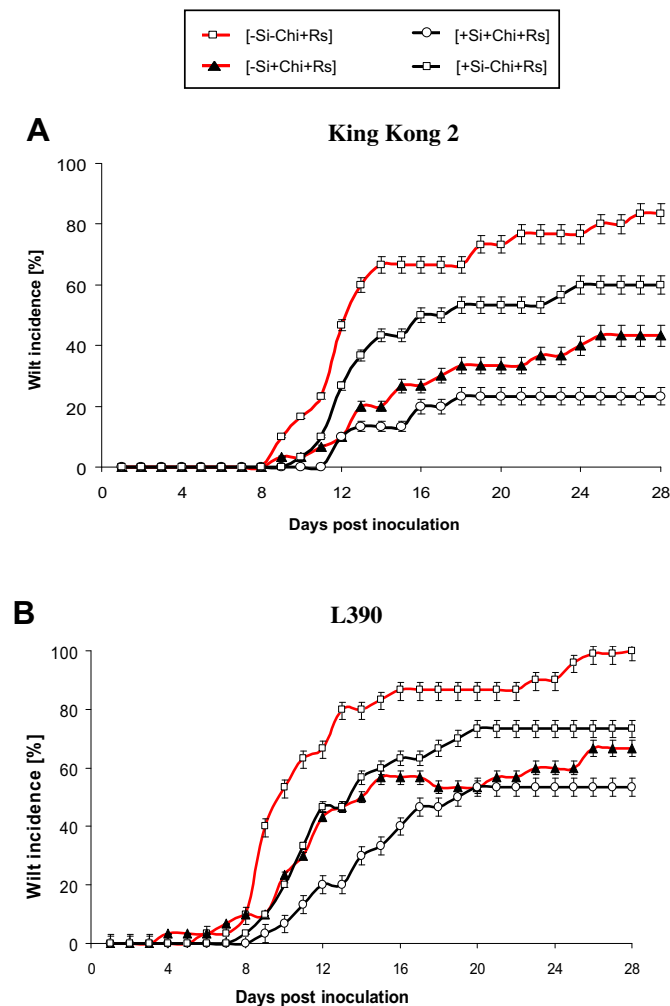 [-Si-Chi+Rs] [+Si+Chi+Rs]
[-Si+Chi+Rs] [+Si-Chi+Rs]
A
King Kong 2
100
80
60
40
20
0
Wilt incidence [%]
0 4 8 12 16 20 24 28
Days post inoculation
B
L390
100
80
60
40
20
0
Wilt incidence [%]
0 4 8 12 16 20 24 28
Days post inoculation